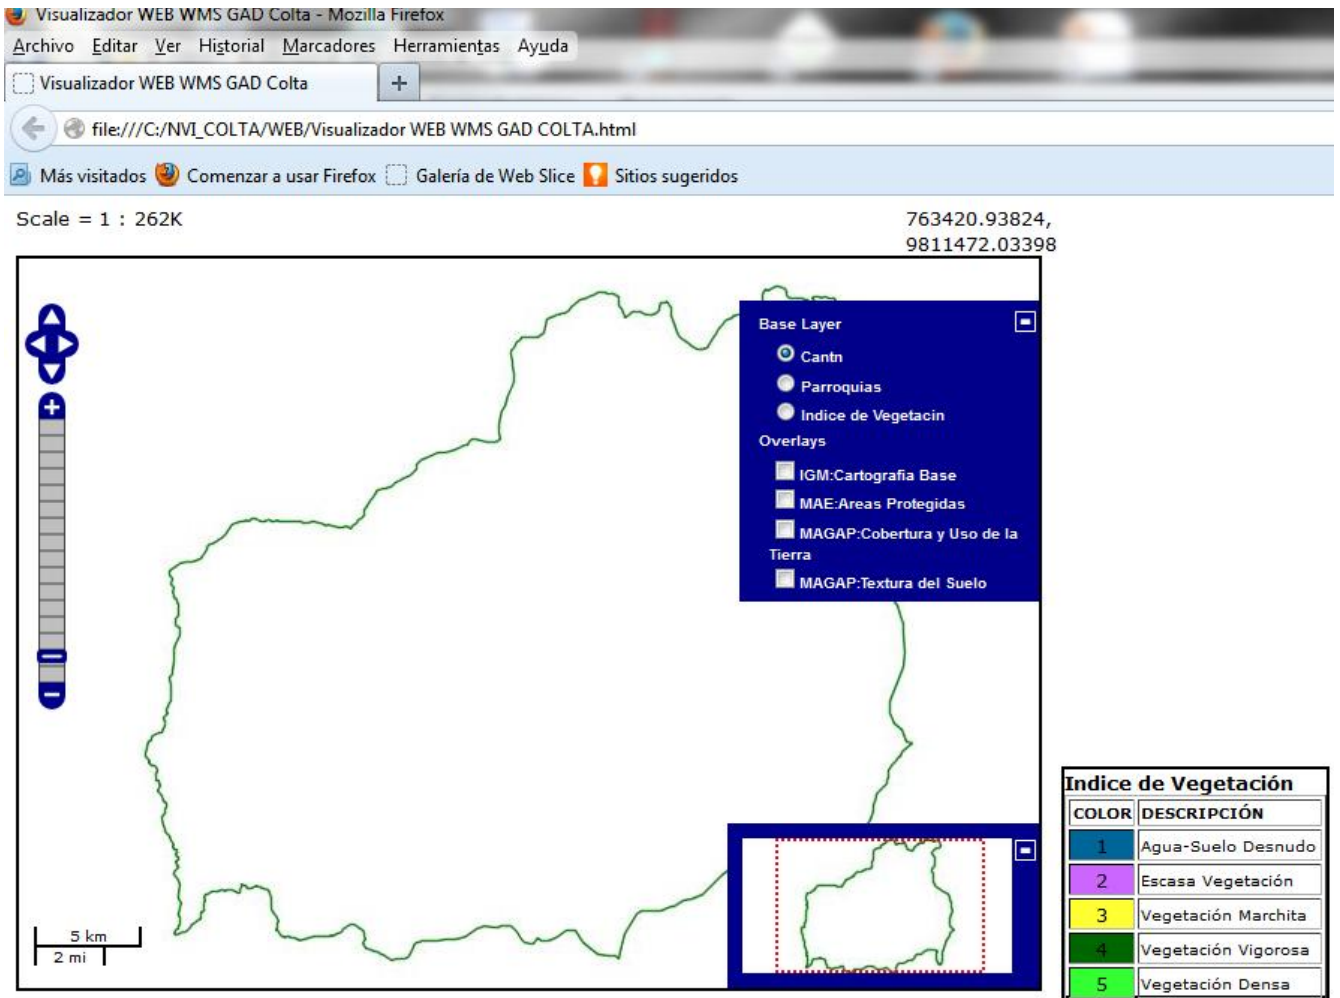 Visualizador WEB WMS GAD Colta - Mozilla Firefox
Archivo Editar Ver Historial Marcadores Herramientas Ayuda
Visualizador WEB WMS GAD Colta
+
file:///C:/NVI_COLTA/WEB/Visualizador WEB WMS GAD COLTA.html
Más visitados Comenzar a usar Firefox Galería de Web Slice Sitios sugeridos
Scale = 1 : 262K
763420.93824,
9811472.03398
Base Layer
Cantn
Parroquias
Indice de Vegetacin
Overlays
IGM:Cartografia Base
MAE:Areas Protegidas
MAGAP:Cobertura y Uso de la
Tierra
MAGAP:Textura del Suelo
5 km
2 mi
Indice de Vegetación
COLOR DESCRIPCIÓN
1 Agua-Suelo Desnudo
2 Escasa Vegetación
3 Vegetación Marchita
4 Vegetación Vigorosa
5 Vegetación Densa